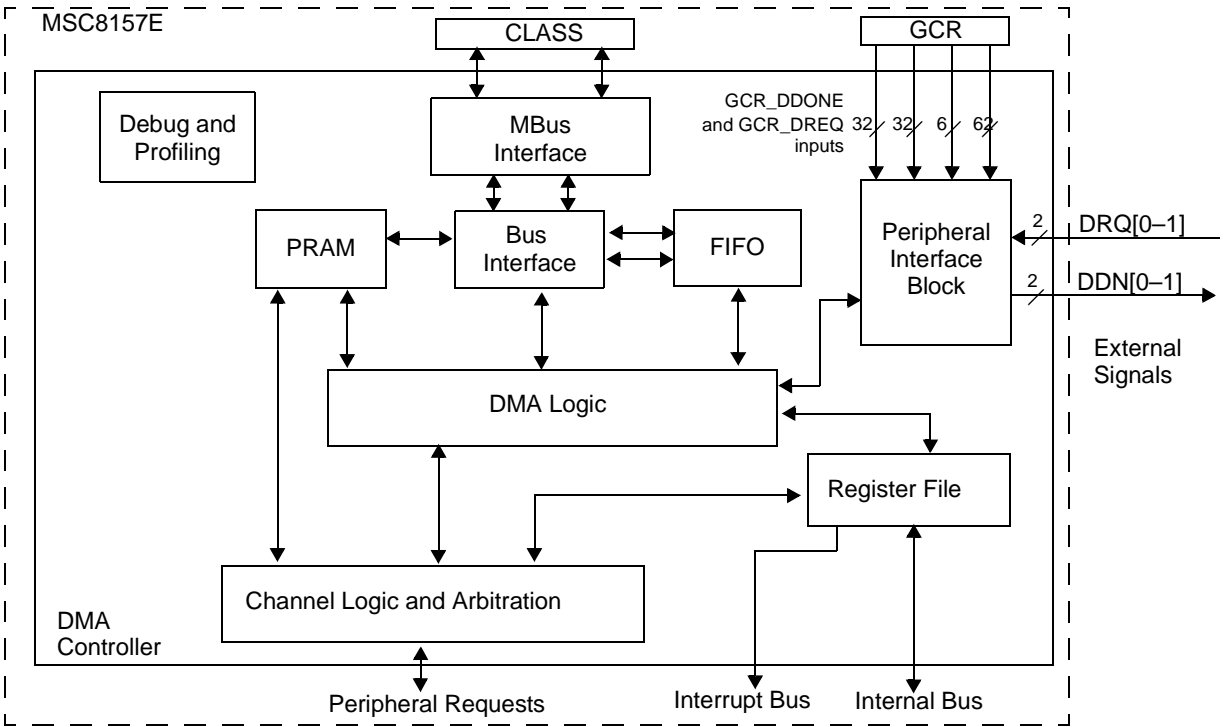 MSC8157E
CLASS
GCR
Debug and
Profiling
MBus
Interface
GCR_DDONE
and GCR_DREQ
inputs
32
32
6
62
PRAM
Bus
Interface
FIFO
Peripheral
Interface
Block
2
DRQ[0–1]
2
DDN[0–1]
External
Signals
DMA Logic
Register File
Channel Logic and Arbitration
DMA
Controller
Peripheral Requests
Interrupt Bus
Internal Bus